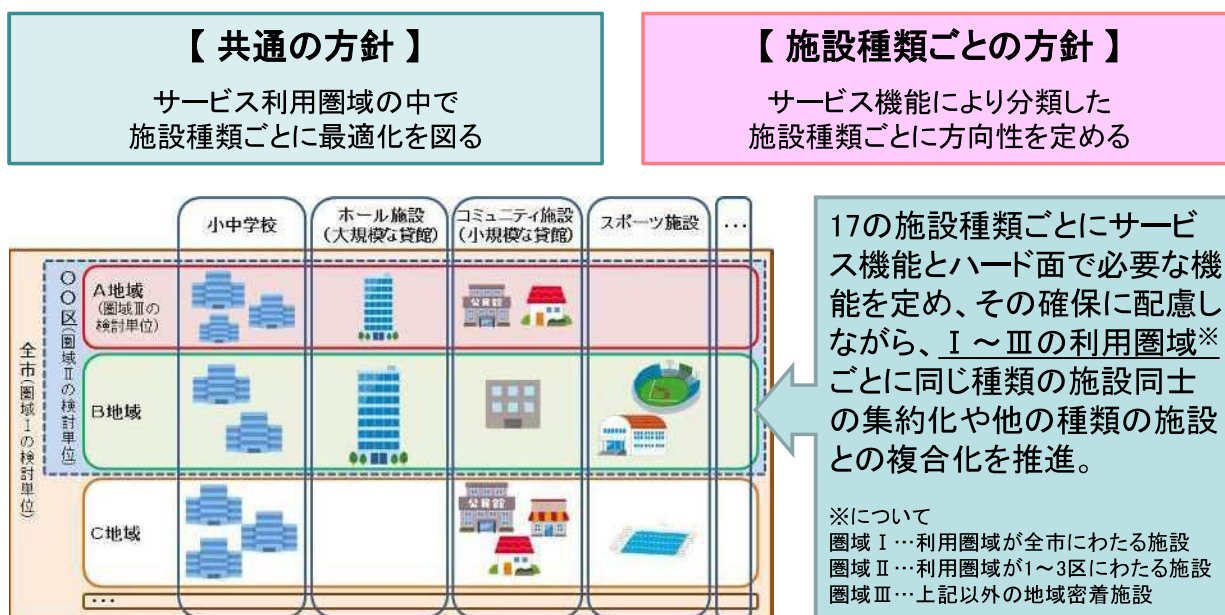 【 共通の方針 】
サービス利用圏域の中で
施設種類ごとに最適化を図る
【 施設種類ごとの方針 】
サービス機能により分類した
施設種類ごとに方向性を定める
小中学校
ホール施設
(大規模な貸館)
コミュニティ施設
(小規模な貸館)
スポーツ施設
…
全市(圏域Ⅰの検討単位)
〇〇区(圏域Ⅱの検討単位)
A地域
(圏域Ⅲの
検討単位)
公民館
B地域
C地域
公民館
…
17の施設種類ごとにサービ
ス機能とハード面で必要な機
能を定め、その確保に配慮し
ながら、Ⅰ～Ⅲの利用圏域※
ごとに同じ種類の施設同士
の集約化や他の種類の施設
との複合化を推進。
※について
圏域Ⅰ…利用圏域が全市にわたる施設
圏域Ⅱ…利用圏域が1～3区にわたる施設
圏域Ⅲ…上記以外の地域密着施設